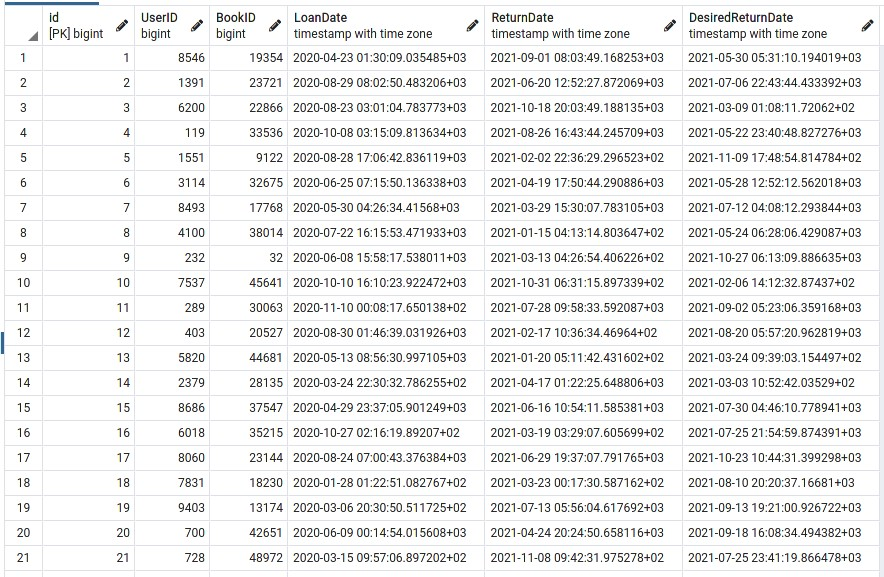 id UserID BookID LoanDate ReturnDate DesiredReturnDate
[PK] bigint bigint bigint timestamp with time zone timestamp with time zone timestamp with time zone
1 1 8546 19354 2020-04-23 01:30:09.035485+03 2021-09-01 08:03:49.168253+03 2021-05-30 05:31:10.194019+03
2 2 1391 23721 2020-08-29 08:02:50.483206+03 2021-06-20 12:52:27.872069+03 2021-07-06 22:43:44.433392+03
3 3 6200 22866 2020-08-23 03:01:04.783773+03 2021-10-18 20:03:49.188135+03 2021-03-09 01:08:11.72062+02
4 4 119 33536 2020-10-08 03:15:09.813634+03 2021-08-26 16:43:44.245709+03 2021-05-22 23:40:48.827276+03
5 5 1551 9122 2020-08-28 17:06:42.836119+03 2021-02-02 22:36:29.296523+02 2021-11-09 17:48:54.814784+02
6 6 3114 32675 2020-06-25 07:15:50.136338+03 2021-04-19 17:50:44.290886+03 2021-05-28 12:52:12.562018+03
7 7 8493 17768 2020-05-30 04:26:34.41568+03 2021-03-29 15:30:07.783105+03 2021-07-12 04:08:12.293844+03
8 8 4100 38014 2020-07-22 16:15:53.471933+03 2021-01-15 04:13:14.803647+02 2021-05-24 06:28:06.429087+03
9 9 232 32 2020-06-08 15:58:17.538011+03 2021-03-13 04:26:54.406226+02 2021-10-27 06:13:09.886635+03
10 10 7537 45641 2020-10-10 16:10:23.922472+03 2021-10-31 06:31:15.897339+02 2021-02-06 14:12:32.87437+02
11 11 289 30063 2020-11-10 00:08:17.650138+02 2021-07-28 09:58:33.592087+03 2021-09-02 05:23:06.359168+03
12 12 403 20527 2020-08-30 01:46:39.031926+03 2021-02-17 10:36:34.46964+02 2021-08-20 05:57:20.962819+03
13 13 5820 44681 2020-05-13 08:56:30.997105+03 2021-01-20 05:11:42.431602+02 2021-03-24 09:39:03.154497+02
14 14 2379 28135 2020-03-24 22:30:32.786255+02 2021-04-17 01:22:25.648806+03 2021-03-03 10:52:42.03529+02
15 15 8686 37547 2020-04-29 23:37:05.901249+03 2021-06-16 10:54:11.585381+03 2021-07-30 04:46:10.778941+03
16 16 6018 35215 2020-10-27 02:16:19.89207+02 2021-03-19 03:29:07.605699+02 2021-07-25 21:54:59.874391+03
17 17 8060 23144 2020-08-24 07:00:43.376384+03 2021-06-29 19:37:07.791765+03 2021-10-23 10:44:31.399298+03
18 18 7831 18230 2020-01-28 01:22:51.082767+02 2021-03-23 00:17:30.587162+02 2021-08-10 20:20:37.16681+03
19 19 9403 13174 2020-03-06 20:30:50.511725+02 2021-07-13 05:56:04.617692+03 2021-09-13 19:21:00.926722+03
20 20 700 42651 2020-06-09 00:14:54.015608+03 2021-04-24 20:24:50.658116+03 2021-09-18 16:08:34.494382+03
21 21 728 48972 2020-03-15 09:57:06.897202+02 2021-11-08 09:42:31.975278+02 2021-07-25 23:41:19.866478+03